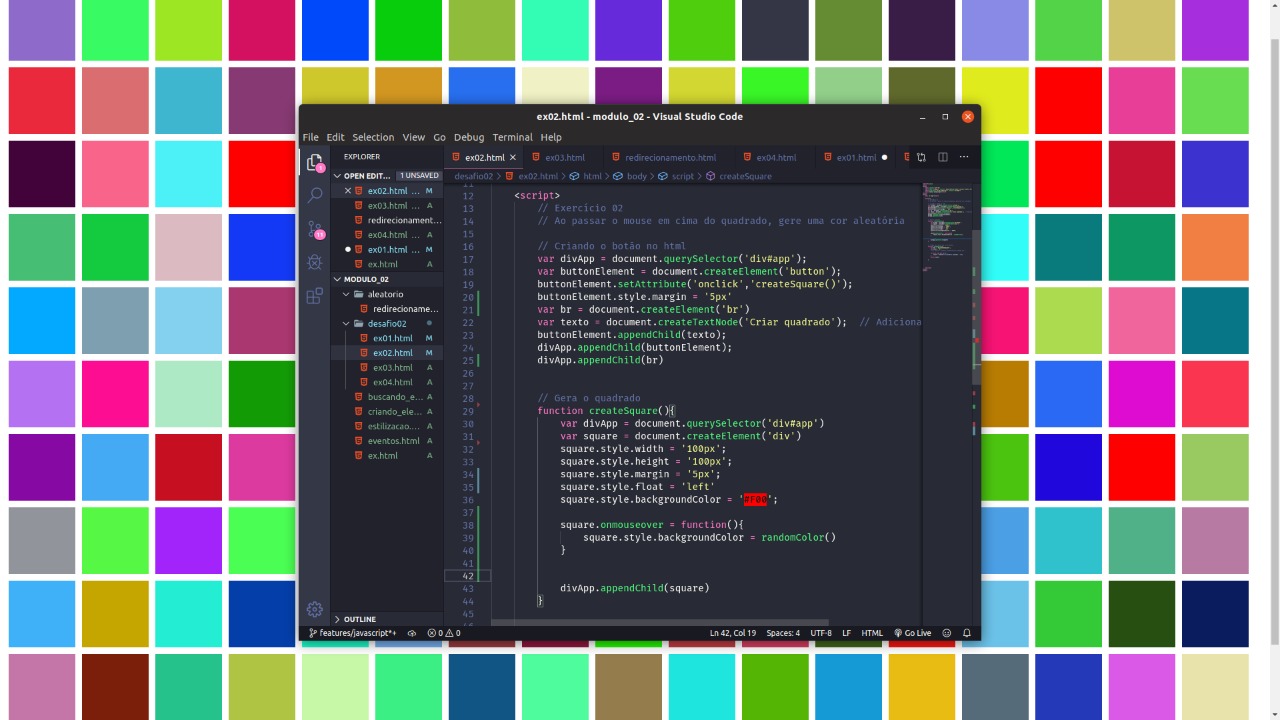 ex02.html - modulo_02 - Visual Studio Code
File Edit Selection View Go Debug Terminal Help
EXPLORER
ex02.html ex03.html redirecionamento.html ex04.html ex01.html
OPEN EDIT... 1 UNSAVED
desafio02 > ex02.html > html > body > script > createSquare
ex02.html ... M
ex03.html A
redirecionament...
ex04.html A
ex01.html M
ex.html A
MODULO_02
aleatorio
redirecioname...
desafio02
ex01.html M
ex02.html M
ex03.html A
ex04.html A
buscando_e... A
criando_ele... A
estilizacao.... A
eventos.html A
ex.html A
OUTLINE
11
12 <script>
13 // Exercicio 02
14 // Ao passar o mouse em cima do quadrado, gere uma cor aleatória
15
16 // Criando o botão no html
17 var divApp = document.querySelector('div#app');
18 var buttonElement = document.createElement('button');
19 buttonElement.setAttribute('onclick','createSquare()');
20 buttonElement.style.margin = '5px'
21 var br = document.createElement('br')
22 var texto = document.createTextNode('Criar quadrado'); // Adiciona
23 buttonElement.appendChild(texto);
24 divApp.appendChild(buttonElement);
25 divApp.appendChild(br)
26
27
28 // Gera o quadrado
29 function createSquare(){
30 var divApp = document.querySelector('div#app')
31 var square = document.createElement('div')
32 square.style.width = '100px';
33 square.style.height = '100px';
34 square.style.margin = '5px';
35 square.style.float = 'left'
36 square.style.backgroundColor = '#F00';
37
38 square.onmouseover = function(){
39 square.style.backgroundColor = randomColor()
40 }
41
42
43 divApp.appendChild(square)
44 }
45
features/javascript*+ 0 0 Ln 42, Col 19 Spaces: 4 UTF-8 LF HTML Go Live